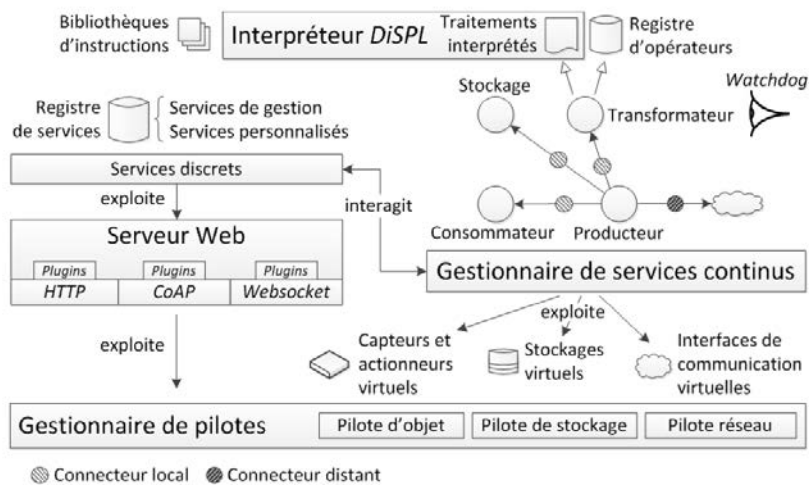 Bibliothèques
d'instructions
Interpréteur DiSPL
Traitements
interprétés
Registre
d'opérateurs
Stockage
Watchdog
Transformateur
Registre
de services
Services de gestion
Services personnalisés
Services discrets
exploite
interagit
Consommateur
Producteur
Serveur Web
Plugins
Plugins
Plugins
HTTP
CoAP
Websocket
Gestionnaire de services continus
exploite
exploite
Capteurs et
actionneurs
virtuels
Stockages
virtuels
Interfaces de
communication
virtuelles
Gestionnaire de pilotes
Pilote d'objet
Pilote de stockage
Pilote réseau
Connecteur local
Connecteur distant